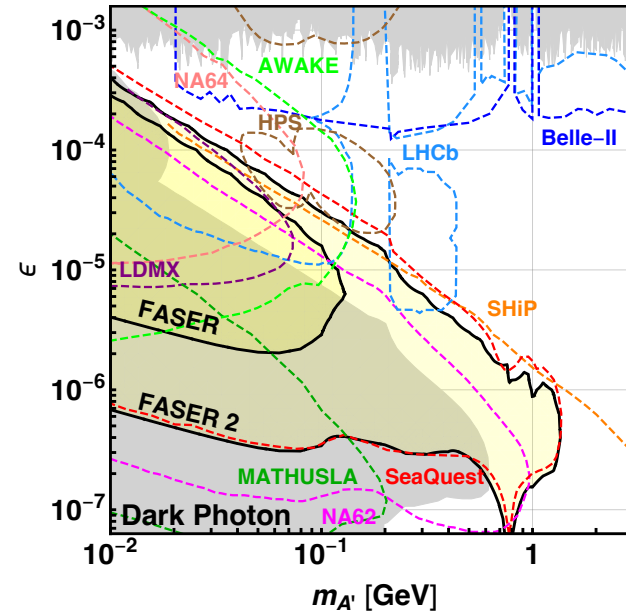 10⁻³
10⁻⁴
10⁻⁵
10⁻⁶
10⁻⁷
ϵ
AWAKE
NA64
HPS
LHCb
Belle−II
LDMX
FASER
SHiP
FASER 2
MATHUSLA
SeaQuest
Dark Photon
NA62
10⁻²
10⁻¹
1
m_A' [GeV]